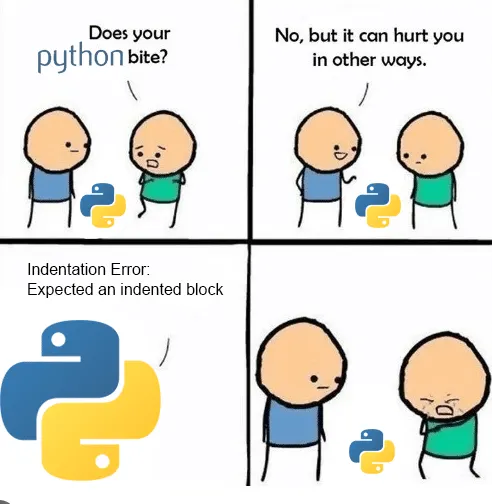 Does your
python bite?
No, but it can hurt you
in other ways.
Indentation Error:
Expected an indented block